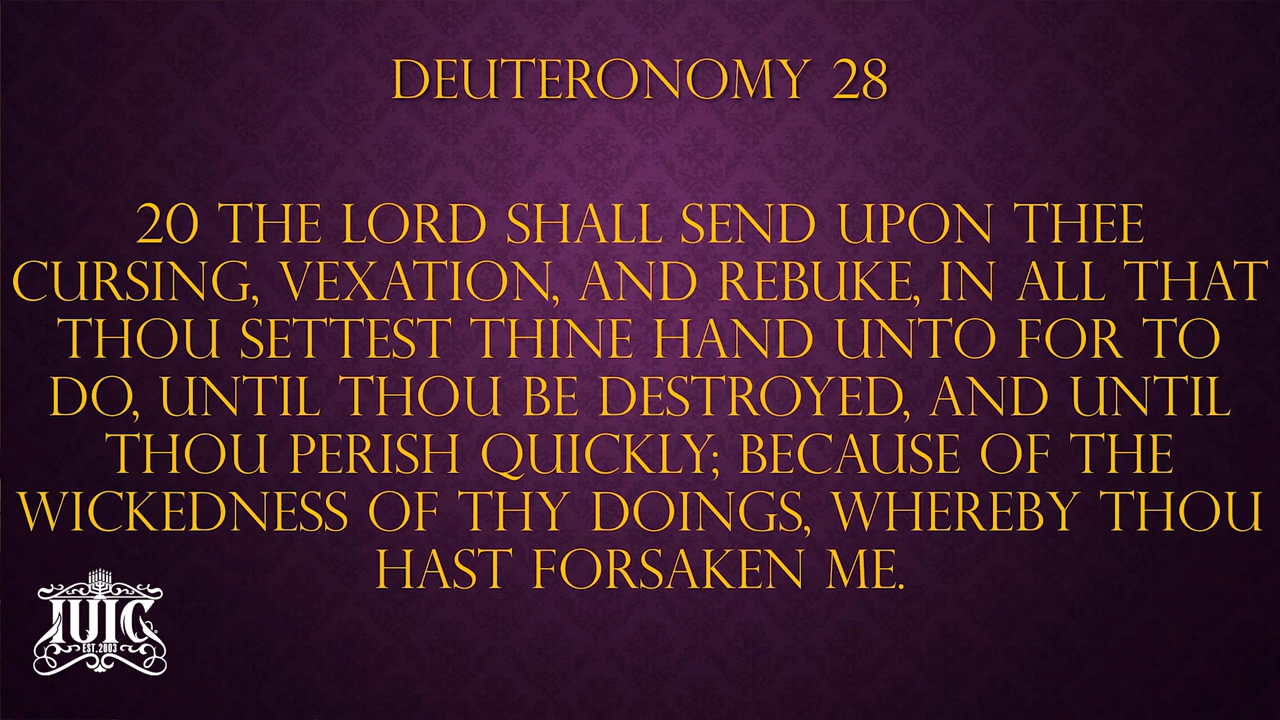 DEUTERONOMY 28
20 THE LORD SHALL SEND UPON THEE
CURSING, VEXATION, AND REBUKE, IN ALL THAT
THOU SETTEST THINE HAND UNTO FOR TO
DO, UNTIL THOU BE DESTROYED, AND UNTIL
THOU PERISH QUICKLY; BECAUSE OF THE
WICKEDNESS OF THY DOINGS, WHEREBY THOU
HAST FORSAKEN ME.
IUIC
EST. 2003